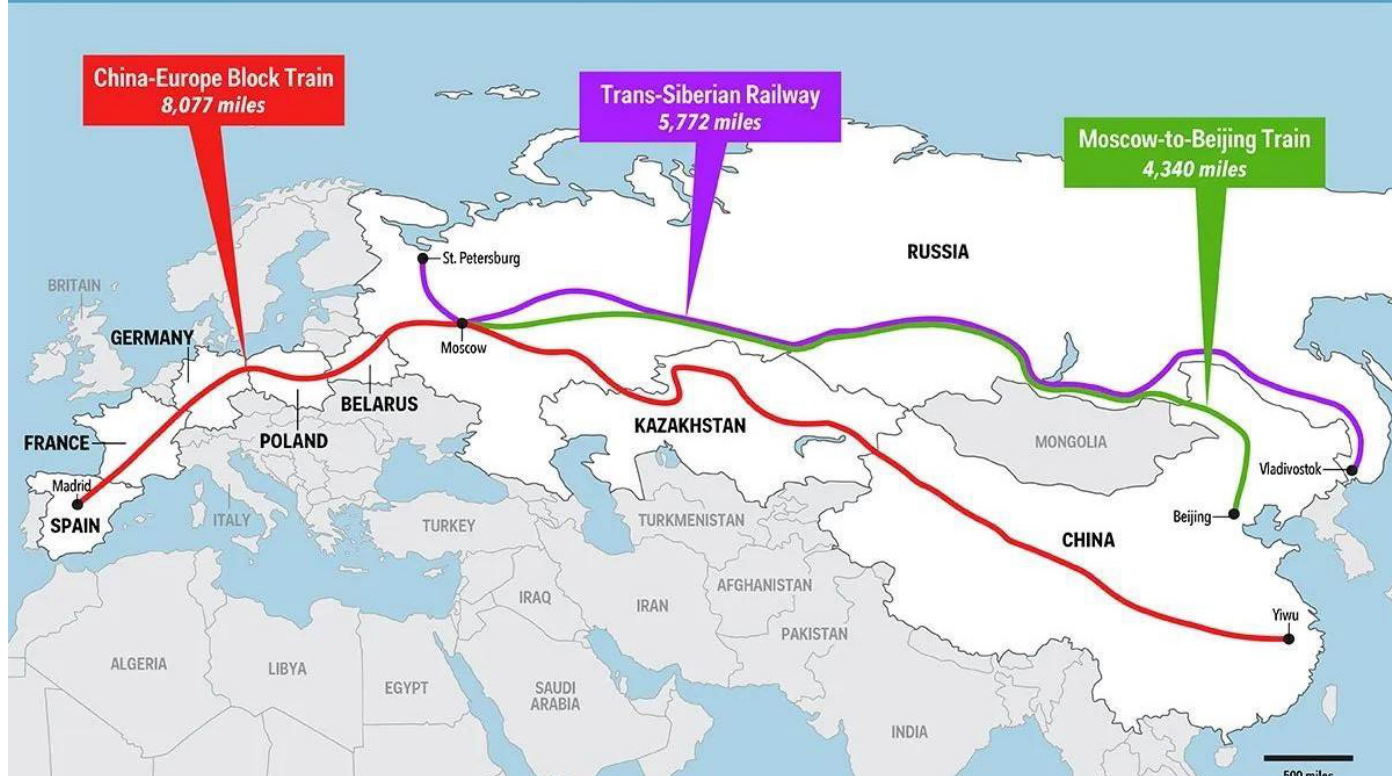 China-Europe Block Train
8,077 miles
Trans-Siberian Railway
5,772 miles
Moscow-to-Beijing Train
4,340 miles
RUSSIA
St. Petersburg
BRITAIN
GERMANY
Moscow
BELARUS
KAZAKHSTAN
FRANCE
POLAND
MONGOLIA
Vladivostok
Madrid
SPAIN
ITALY
TURKEY
TURKMENISTAN
Beijing
CHINA
AFGHANISTAN
IRAQ
IRAN
PAKISTAN
Yiwu
ALGERIA
LIBYA
EGYPT
SAUDI
ARABIA
INDIA
500 miles